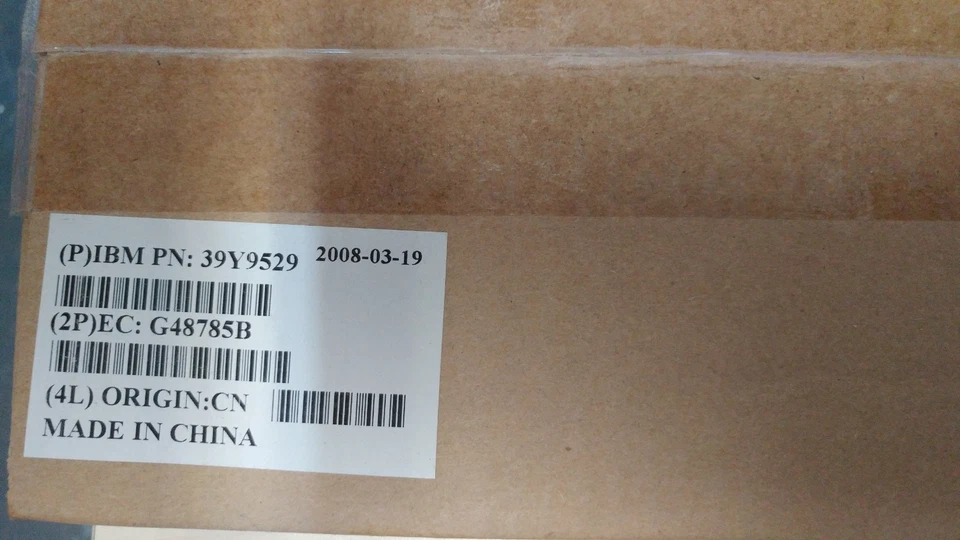 (P)IBM PN: 39Y9529 2008-03-19
(2P)EC: G48785B
(4L) ORIGIN:CN
MADE IN CHINA